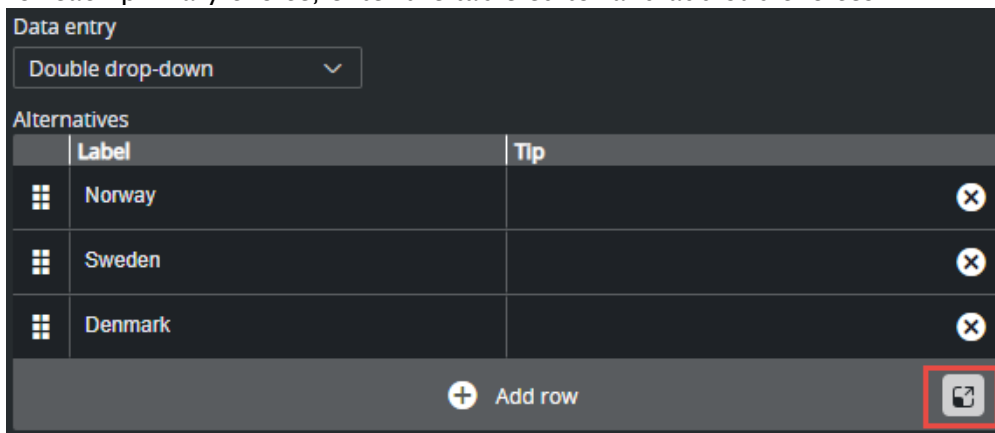 Data entry
Double drop-down
Alternatives
Label Tip
Norway
Sweden
Denmark
Add row